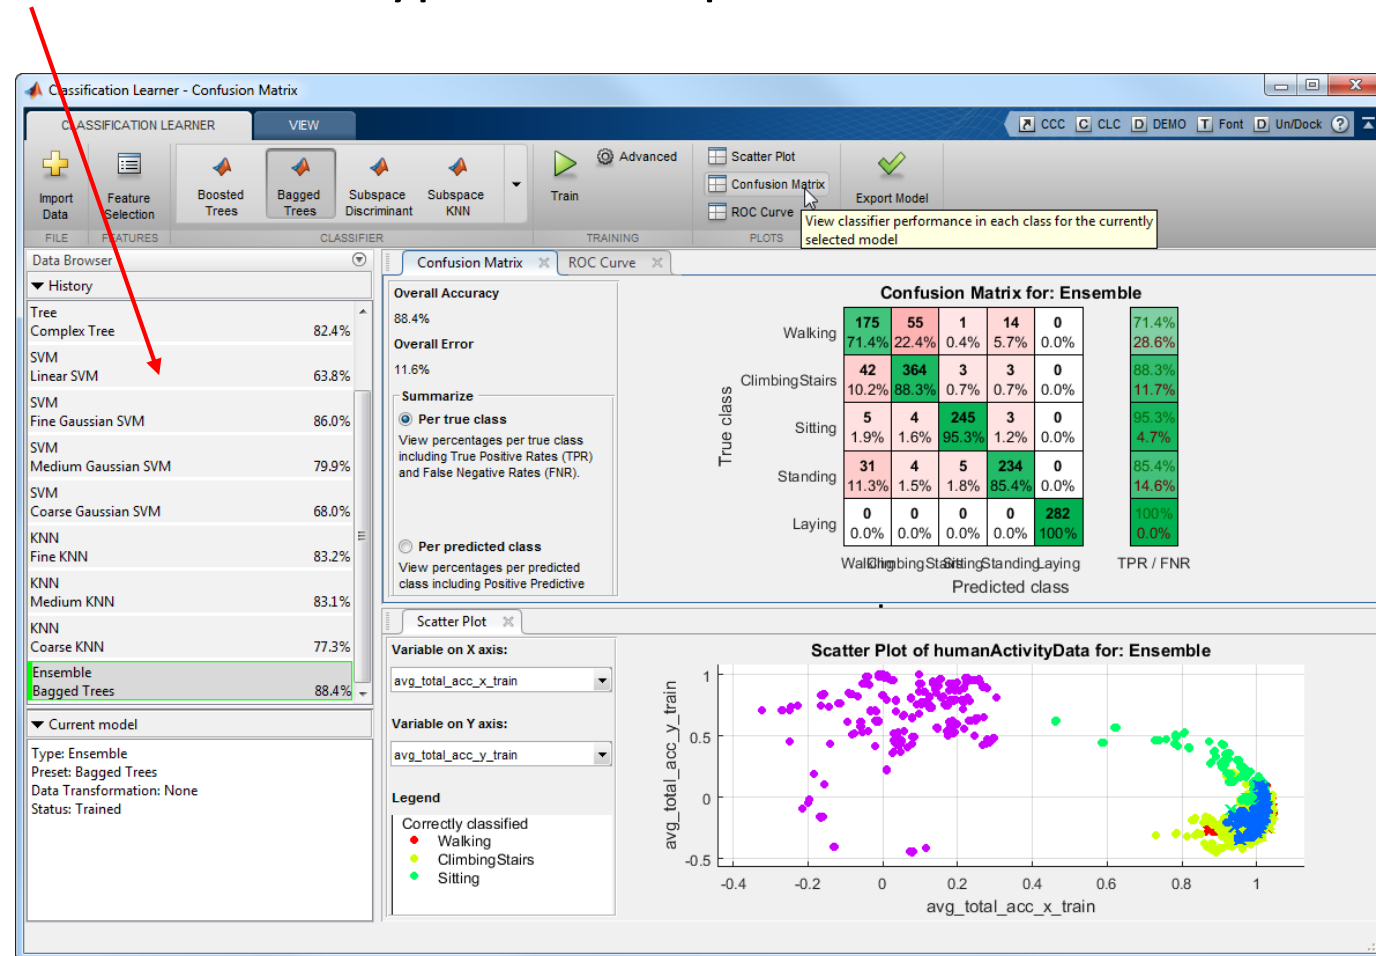 Classification Learner - Confusion Matrix
CLASSIFICATION LEARNER VIEW
CCC C CLC D DEMO T Font D Un/Dock ?
Import Data
Feature Selection
Boosted Trees
Bagged Trees
Subspace Discriminant
Subspace KNN
Train
Advanced
Scatter Plot
Confusion Matrix
ROC Curve
Export Model
View classifier performance in each class for the currently
selected model
FILE FEATURES CLASSIFIER TRAINING PLOTS
Data Browser
History
Tree
Complex Tree 82.4%
SVM
Linear SVM 63.8%
SVM
Fine Gaussian SVM 86.0%
SVM
Medium Gaussian SVM 79.9%
SVM
Coarse Gaussian SVM 68.0%
KNN
Fine KNN 83.2%
KNN
Medium KNN 83.1%
KNN
Coarse KNN 77.3%
Ensemble
Bagged Trees 88.4%
Current model
Type: Ensemble
Preset: Bagged Trees
Data Transformation: None
Status: Trained
Confusion Matrix ROC Curve
Overall Accuracy
88.4%
Overall Error
11.6%
Summarize
Per true class
View percentages per true class
including True Positive Rates (TPR)
and False Negative Rates (FNR).
Per predicted class
View percentages per predicted
class including Positive Predictive
Confusion Matrix for: Ensemble
True class
Walking 175 55 1 14 0 71.4%
71.4% 22.4% 0.4% 5.7% 0.0% 28.6%
ClimbingStairs 42 364 3 3 0 88.3%
10.2% 88.3% 0.7% 0.7% 0.0% 11.7%
Sitting 5 4 245 3 0 95.3%
1.9% 1.6% 95.3% 1.2% 0.0% 4.7%
Standing 31 4 5 234 0 85.4%
11.3% 1.5% 1.8% 85.4% 0.0% 14.6%
Laying 0 0 0 0 282 100%
0.0% 0.0% 0.0% 0.0% 100% 0.0%
Walking ClimbingStairs Sitting Standing Laying TPR / FNR
Predicted class
Scatter Plot
Variable on X axis:
avg_total_acc_x_train
Variable on Y axis:
avg_total_acc_y_train
Legend
Correctly classified
Walking
ClimbingStairs
Sitting
Scatter Plot of humanActivityData for: Ensemble
avg_total_acc_y_train
1
0.5
0
-0.5
-0.4 -0.2 0 0.2 0.4 0.6 0.8 1
avg_total_acc_x_train